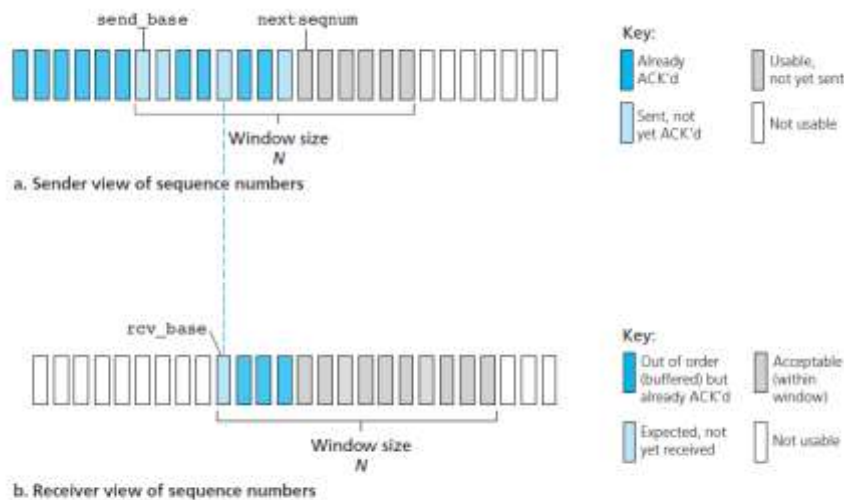 send_base
nextseqnum
Key:
Already
ACK'd
Usable,
not yet sent
Sent, not
yet ACK'd
Not usable
Window size
N
a. Sender view of sequence numbers
rcv_base
Key:
Out of order
(buffered) but
already ACK'd
Acceptable
(within
window)
Expected, not
yet received
Not usable
Window size
N
b. Receiver view of sequence numbers